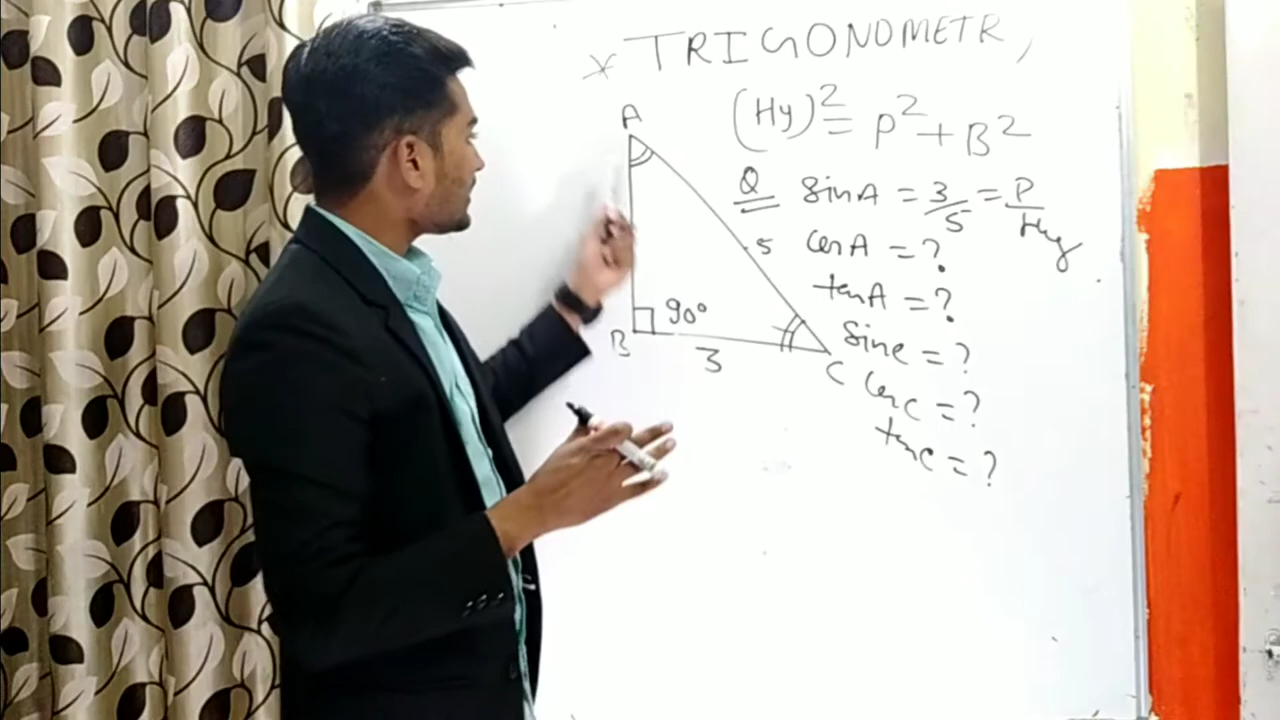 * TRIGONOMETR,
(Hy)² = P² + B²
A
Q sinA = 3/5 = P/Hy
5 cosA = ?
tanA = ?
90°
B
3
C
sinc = ?
cosc = ?
tanc = ?